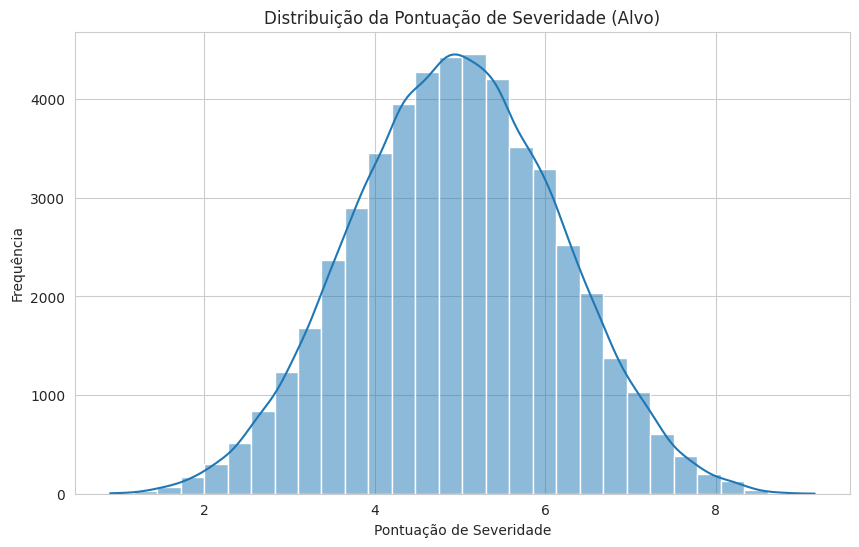 Distribuição da Pontuação de Severidade (Alvo)
Frequência
4000
3000
2000
1000
0
2 4 6 8
Pontuação de Severidade